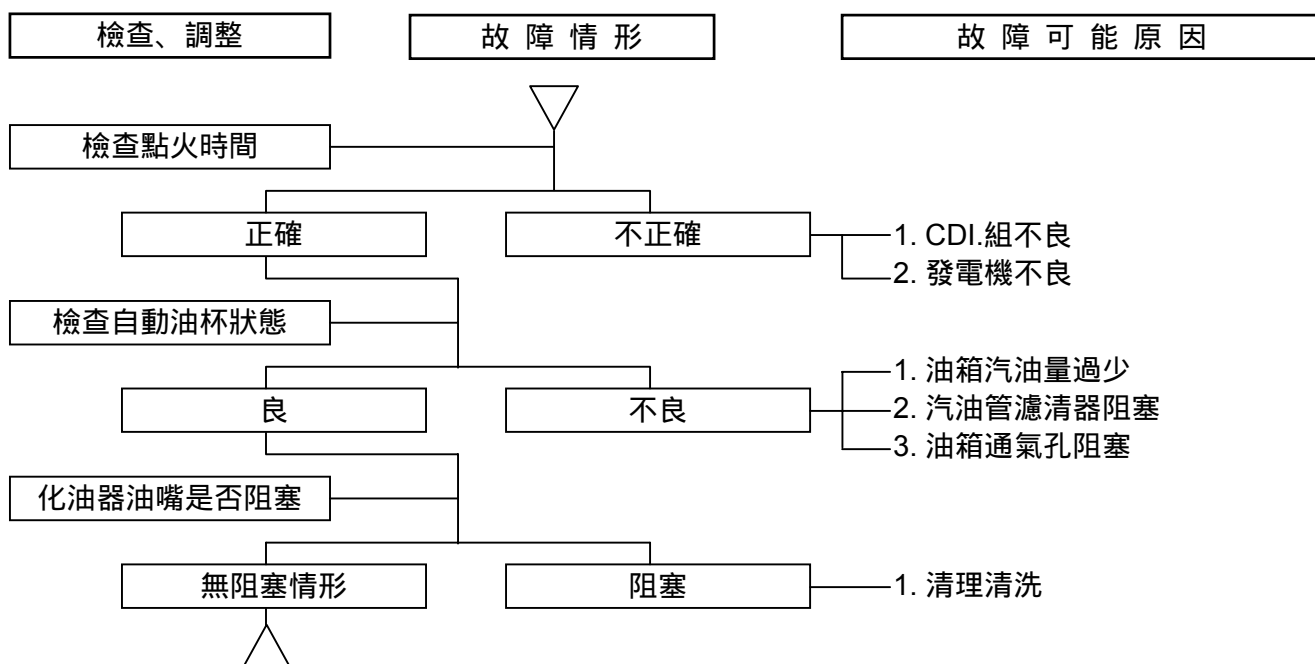 檢查、調整
故障情形
故障可能原因
檢查點火時間
正確
不正確
1. CDI.組不良
2. 發電機不良
檢查自動油杯狀態
良
不良
1. 油箱汽油量過少
2. 汽油管濾清器阻塞
3. 油箱通氣孔阻塞
化油器油嘴是否阻塞
無阻塞情形
阻塞
1. 清理清洗